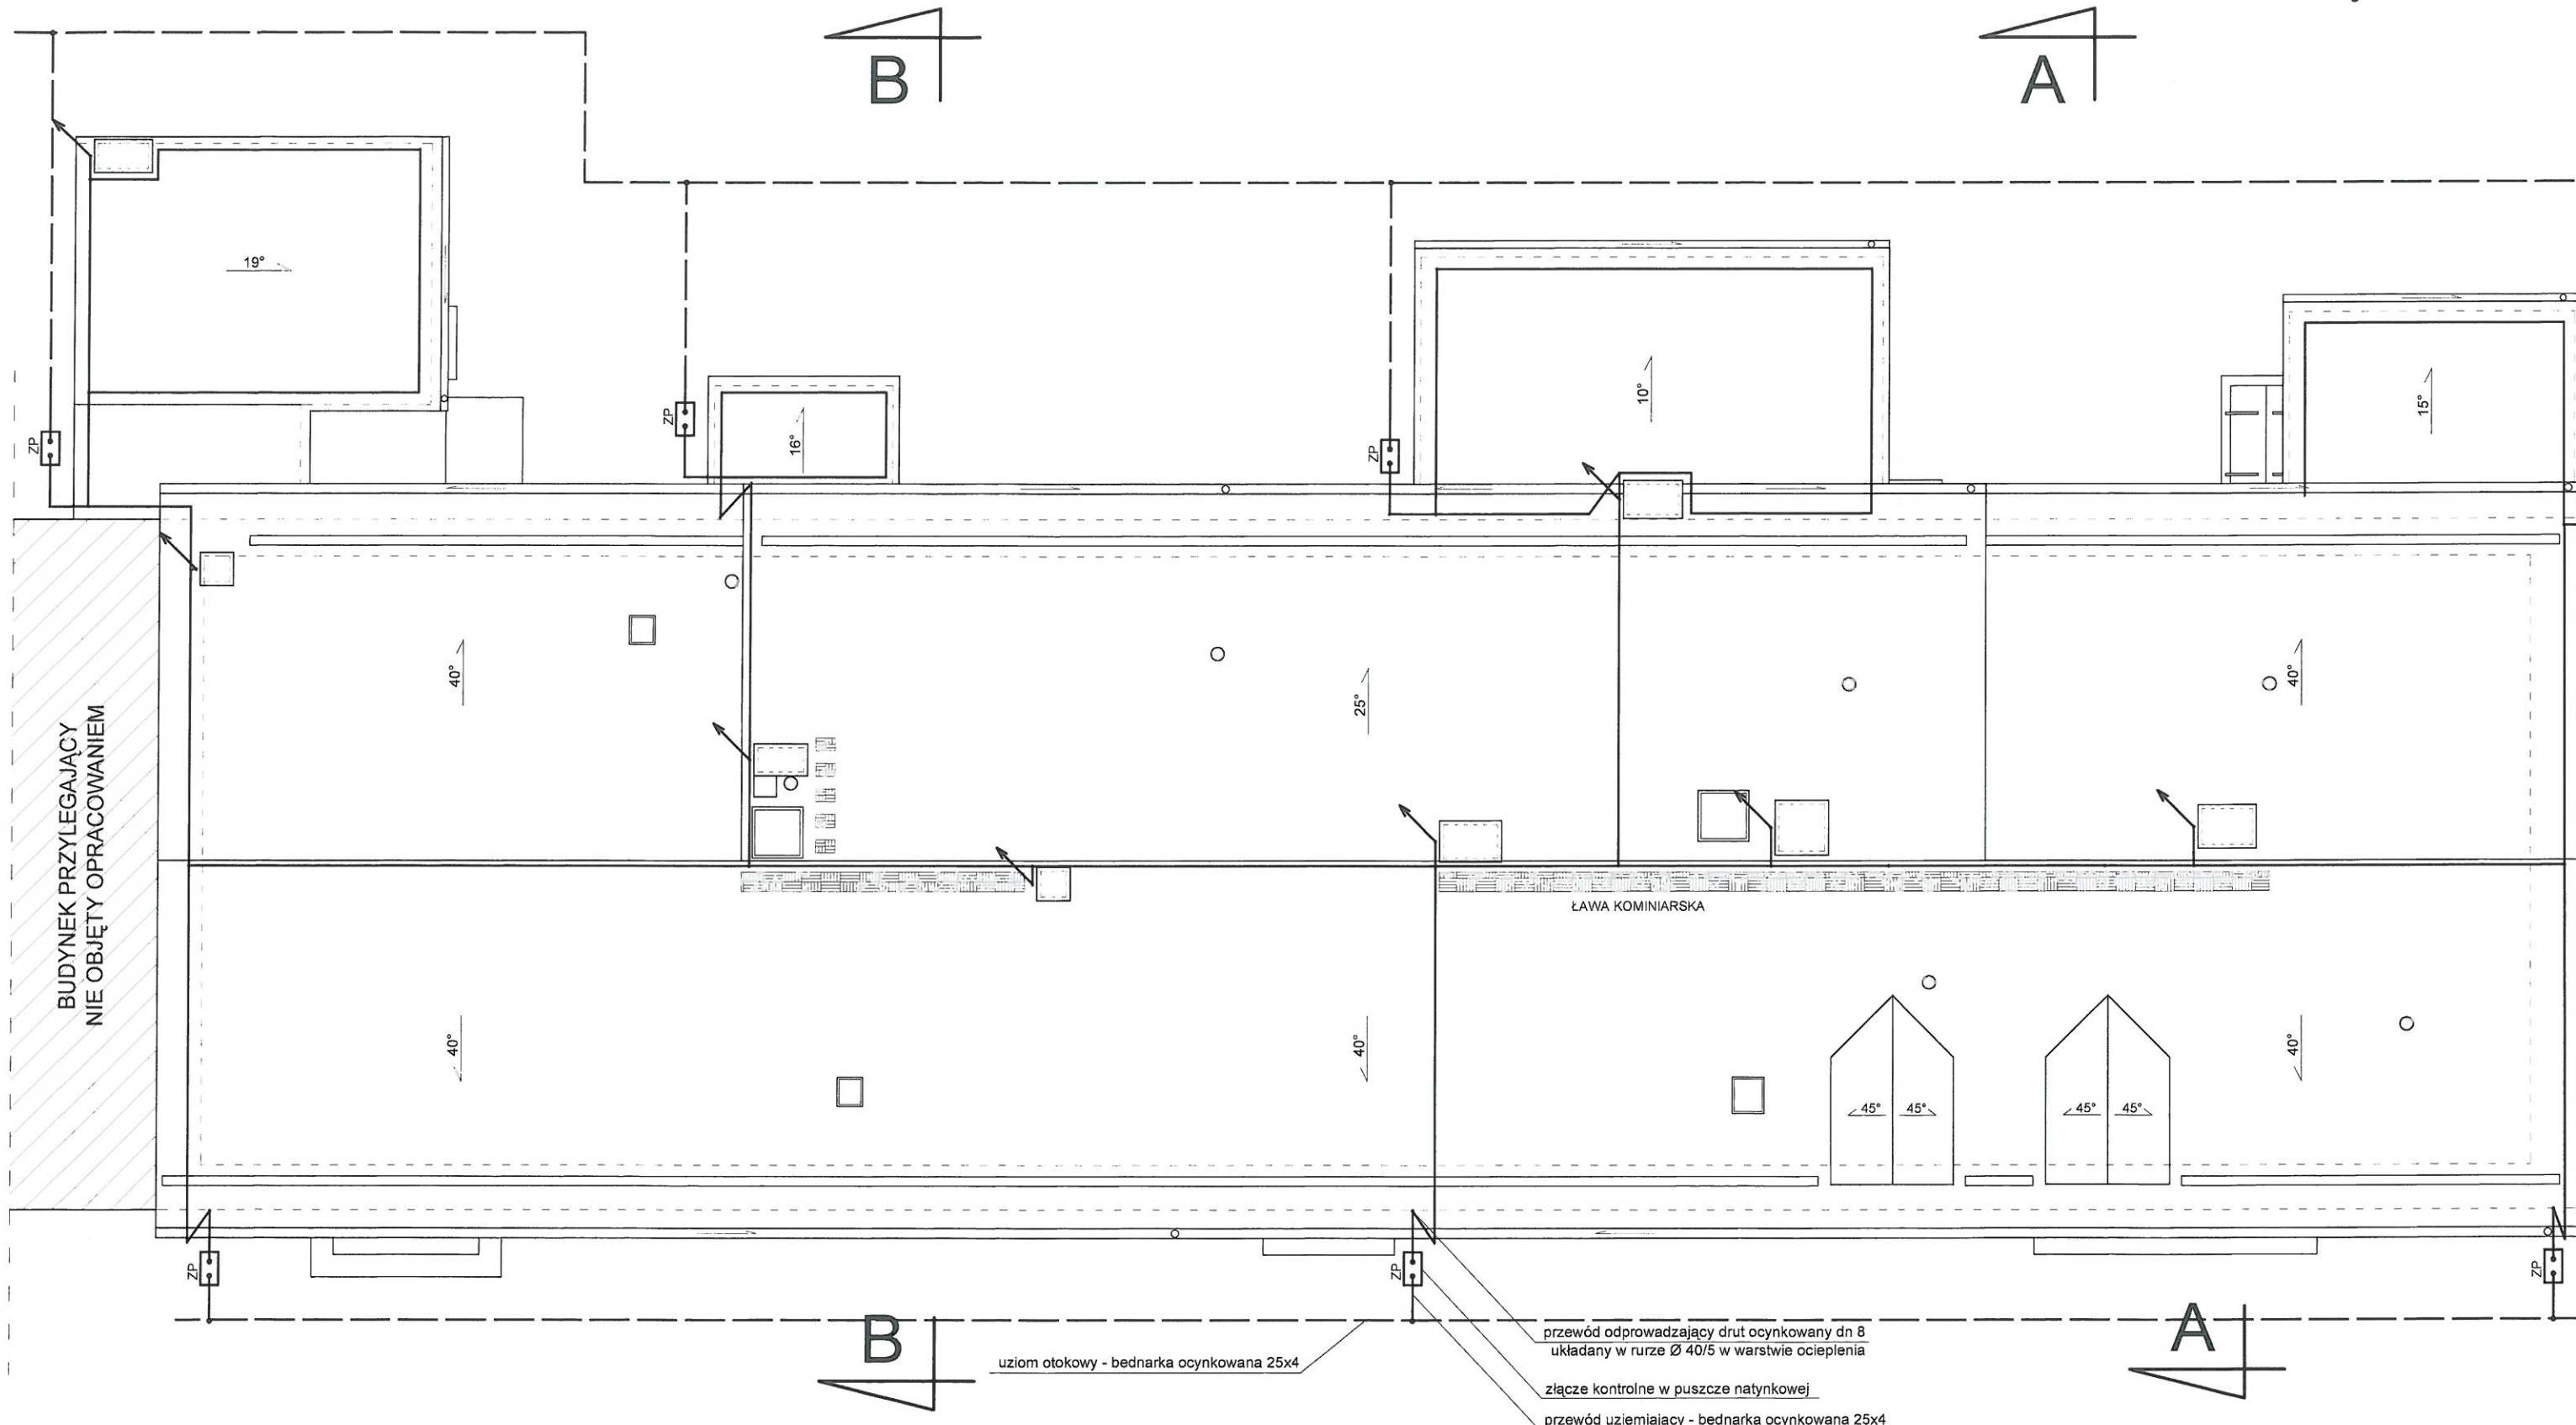 B
A
19°
ZP
ZP
16°
ZP
10°
15°
40°
25°
40°
BUDYNEK PRZYLEGAJĄCY
NIE OBJĘTY OPRACOWANIEM
ŁAWA KOMINIARSKA
40°
40°
40°
45°
45°
45°
45°
ZP
ZP
ZP
B
A
przewód odprowadzający drut ocynkowany dn 8
układany w rurze Ø 40/5 w warstwie ocieplenia
uziom otokowy - bednarka ocynkowana 25x4
złącze kontrolne w puszcze natynkowej
przewód uziemiający - bednarka ocynkowana 25x4